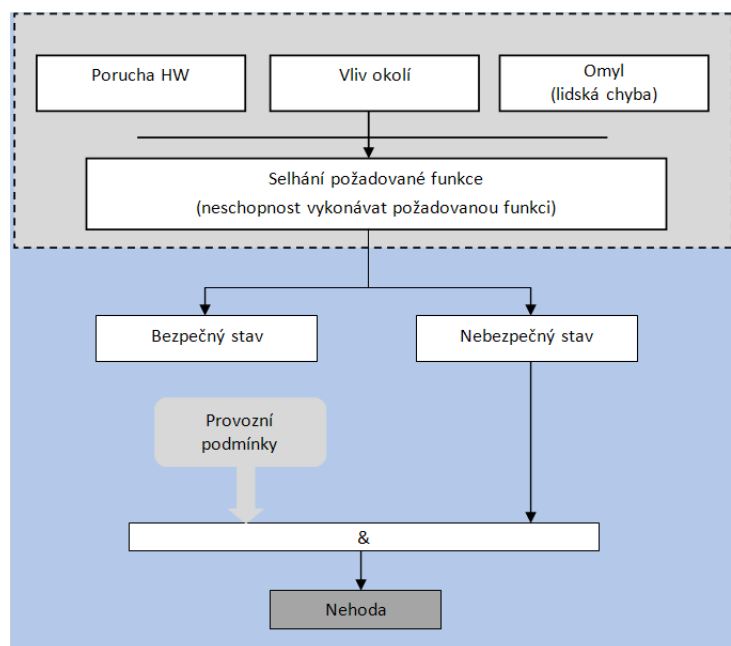 Porucha HW
Vliv okolí
Omyl
(lidská chyba)
Selhání požadované funkce
(neschopnost vykonávat požadovanou funkci)
Bezpečný stav
Nebezpečný stav
Provozní
podmínky
&
Nehoda